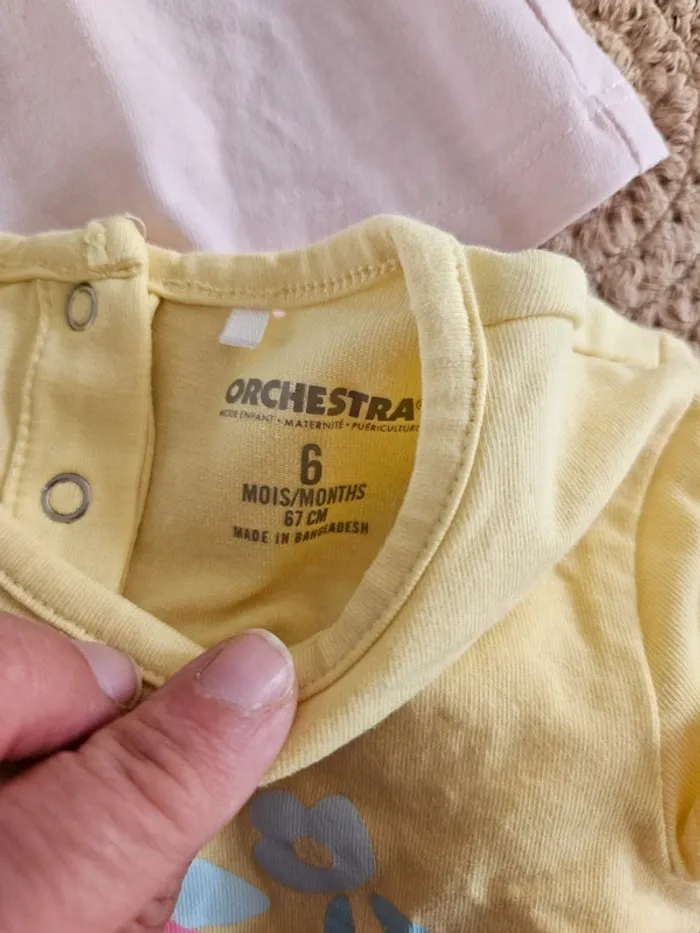 ORCHESTRA
MODE ENFANT • MATERNITÉ • PUÉRICULTURE
6
MOIS/MONTHS
67 CM
MADE IN BANGLADESH